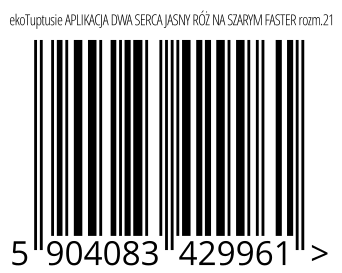 ekoTuptusie APLIKACJA DWA SERCA JASNY RÓŻ NA SZARYM FASTER rozm.21
5 904083 429961 >